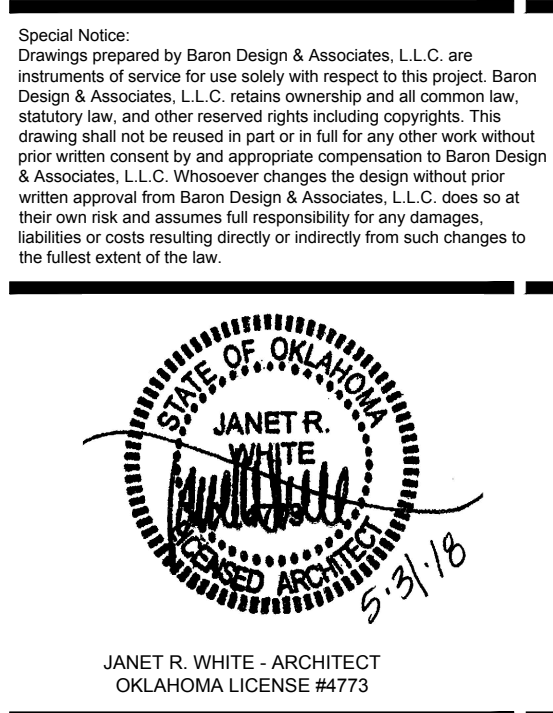 Special Notice:
Drawings prepared by Baron Design & Associates, L.L.C. are
instruments of service for use solely with respect to this project. Baron
Design & Associates, L.L.C. retains ownership and all common law,
statutory law, and other reserved rights including copyrights. This
drawing shall not be reused in part or in full for any other work without
prior written consent by and appropriate compensation to Baron Design
& Associates, L.L.C. Whosoever changes the design without prior
written approval from Baron Design & Associates, L.L.C. does so at
their own risk and assumes full responsibility for any damages,
liabilities or costs resulting directly or indirectly from such changes to
the fullest extent of the law.
STATE OF OKLAHOMA
JANET R.
WHITE
LICENSED ARCHITECT
5.31.18
JANET R. WHITE - ARCHITECT
OKLAHOMA LICENSE #4773